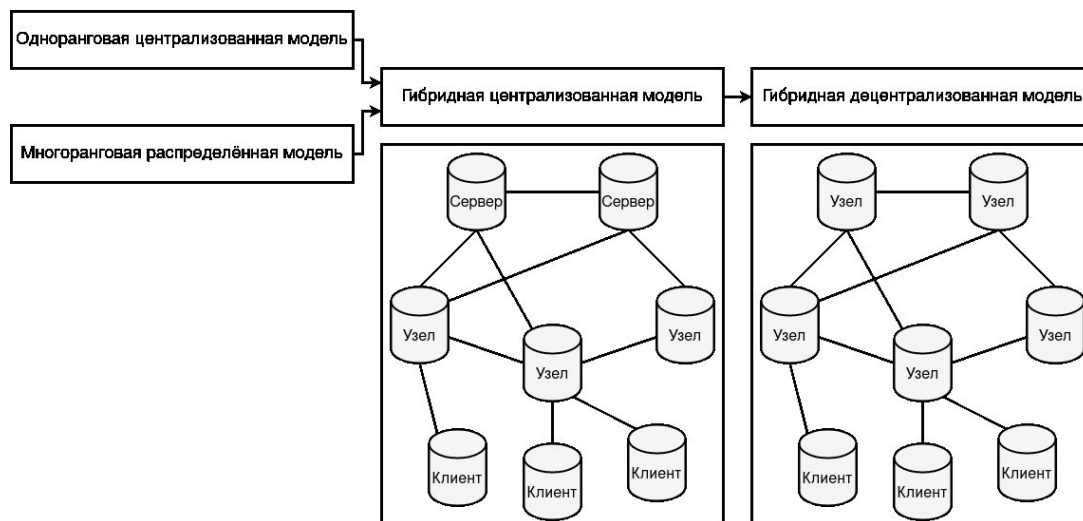 Одноранговая централизованная модель
Многоранговая распределённая модель
Гибридная централизованная модель
Гибридная децентрализованная модель
Сервер
Сервер
Узел
Узел
Узел
Клиент
Клиент
Клиент
Узел
Узел
Узел
Узел
Узел
Клиент
Клиент
Клиент